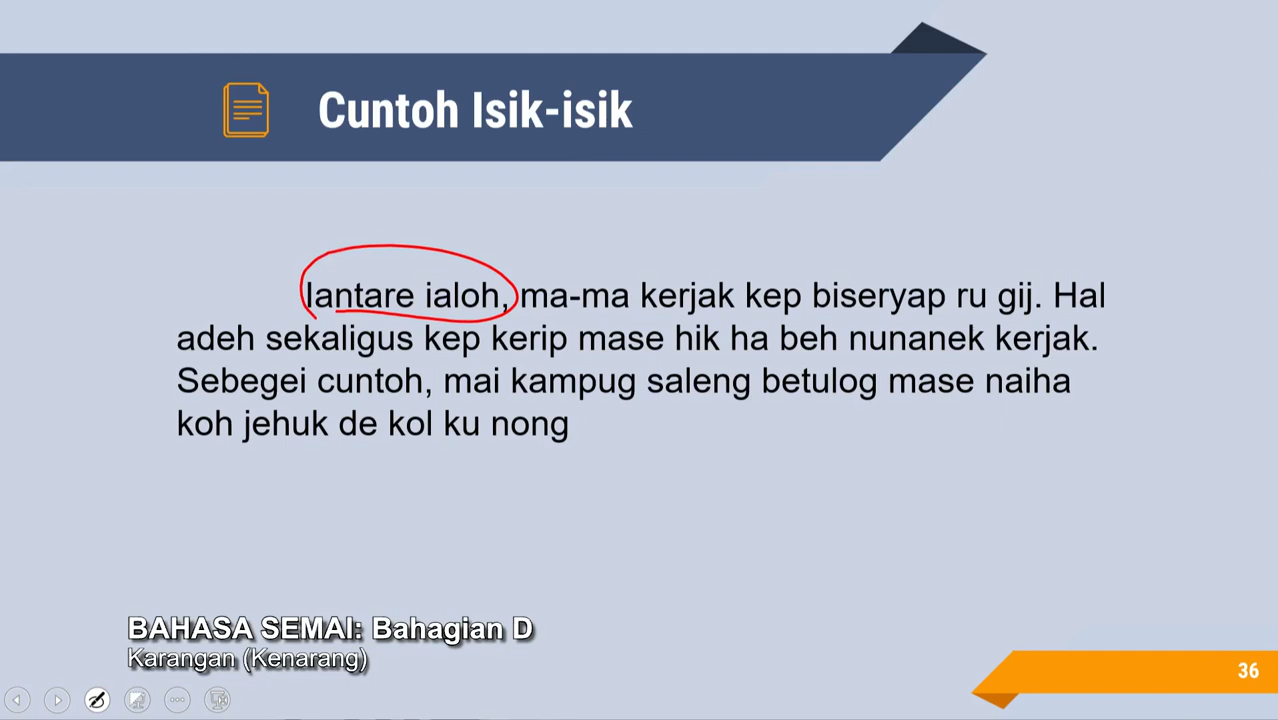 Cuntoh Isik-isik
lantare ialoh, ma-ma kerjak kep biseryap ru gij. Hal
adeh sekaligus kep kerip mase hik ha beh nunanek kerjak.
Sebegei cuntoh, mai kampug saleng betulog mase naiha
koh jehuk de kol ku nong
BAHASA SEMAI: Bahagian D
Karangan (Kenarang)
36